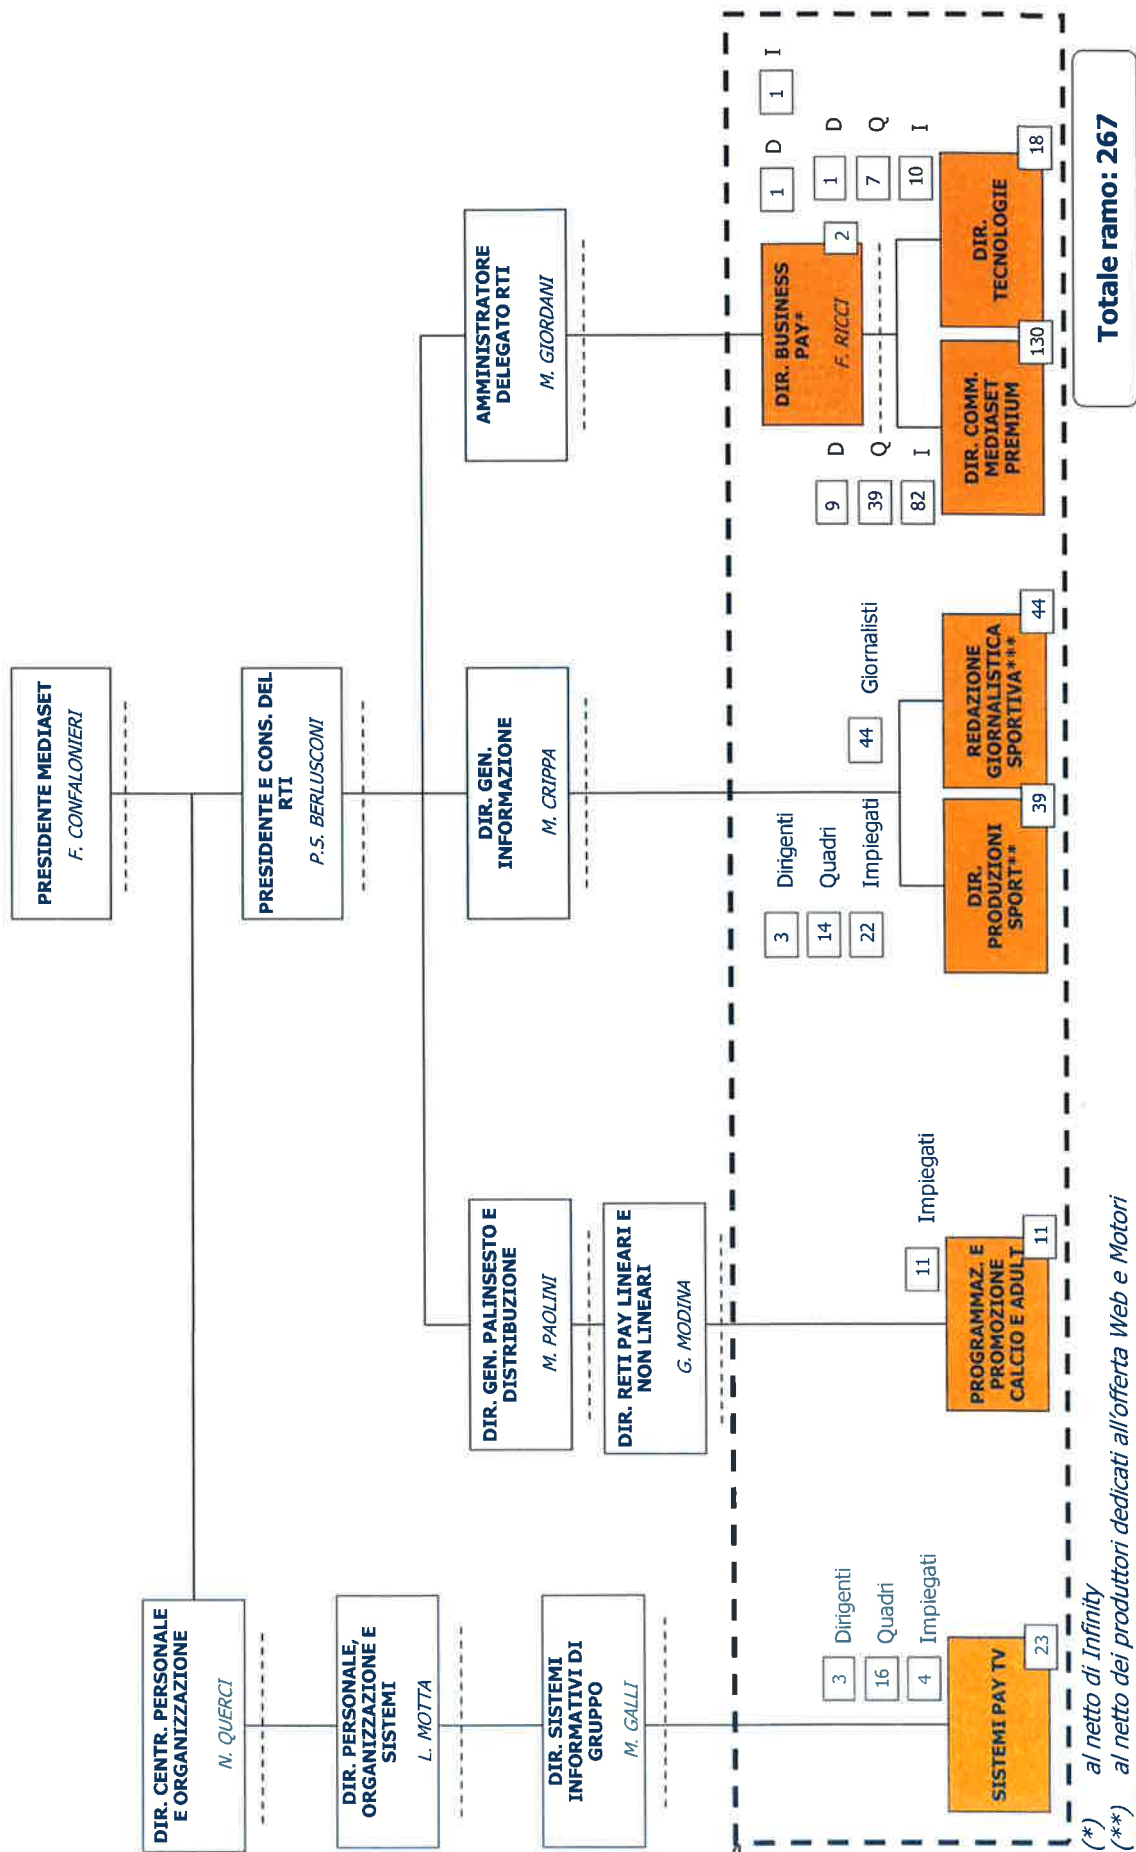 PRESIDENTE MEDIASET
F. CONFALONIERI
DIR. CENTR. PERSONALE
E ORGANIZZAZIONE
N. QUERCI
PRESIDENTE E CONS. DEL
RTI
P.S. BERLUSCONI
DIR. PERSONALE,
ORGANIZZAZIONE E
SISTEMI
L. MOTTA
DIR. GEN. PALINSESTO E
DISTRIBUZIONE
M. PAOLINI
DIR. GEN.
INFORMAZIONE
M. CRIPPA
AMMINISTRATORE
DELEGATO RTI
M. GIORDANI
DIR. SISTEMI
INFORMATIVI DI
GRUPPO
M. GALLI
DIR. RETI PAY LINEARI E
NON LINEARI
G. MODINA
3 Dirigenti
16 Quadri
4 Impiegati
SISTEMI PAY TV
23
11 Impiegati
PROGRAMMAZ. E
PROMOZIONE
CALCIO E ADULT
11
3 Dirigenti
14 Quadri
22 Impiegati
DIR.
PRODUZIONI
SPORT**
39
44 Giornalisti
REDAZIONE
GIORNALISTICA
SPORTIVA***
44
DIR. BUSINESS
PAY*
F. RICCI
2
1 D
1 I
9 D
39 Q
82 I
DIR. COMM.
MEDIASET
PREMIUM
130
1 D
7 Q
10 I
DIR.
TECNOLOGIE
18
(*) al netto di Infinity
(**) al netto dei produttori dedicati all'offerta Web e Motori
Totale ramo: 267